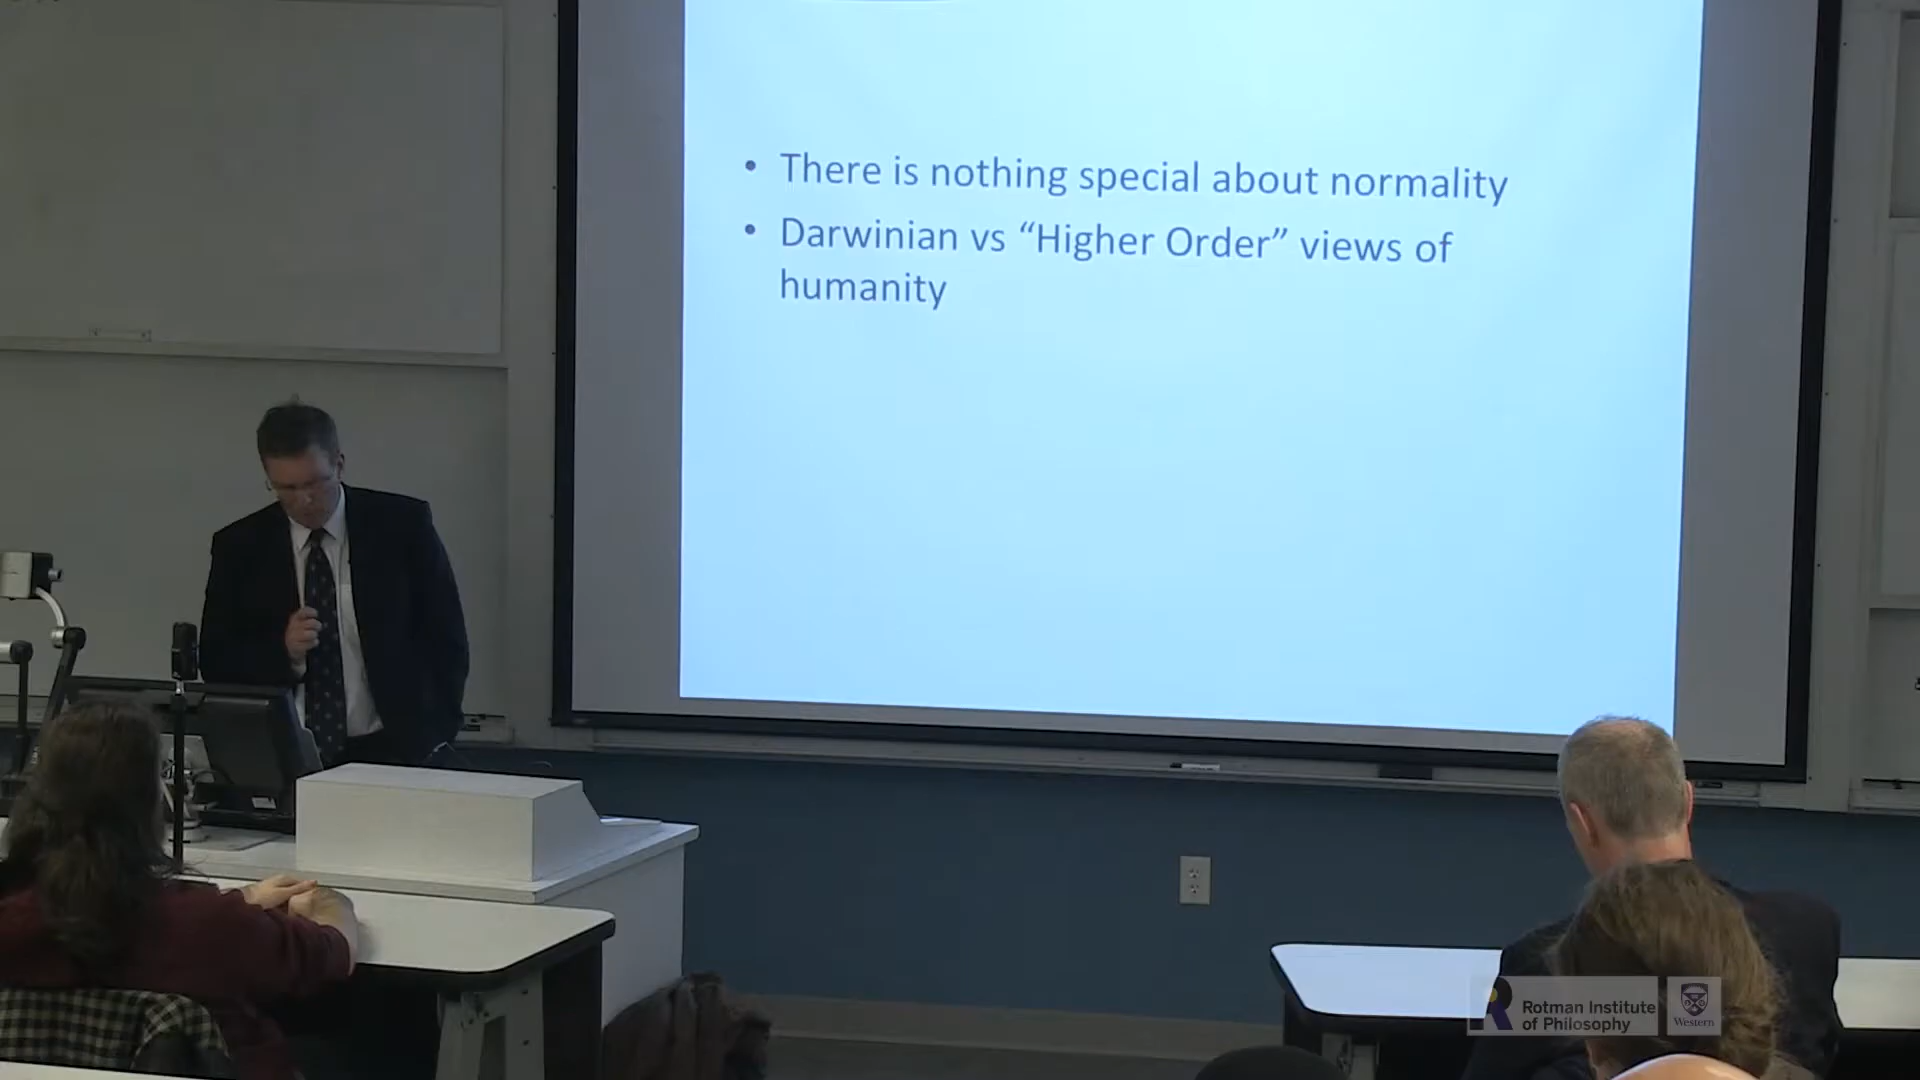 • There is nothing special about normality
• Darwinian vs “Higher Order” views of
humanity
Rotman Institute
of Philosophy
Western